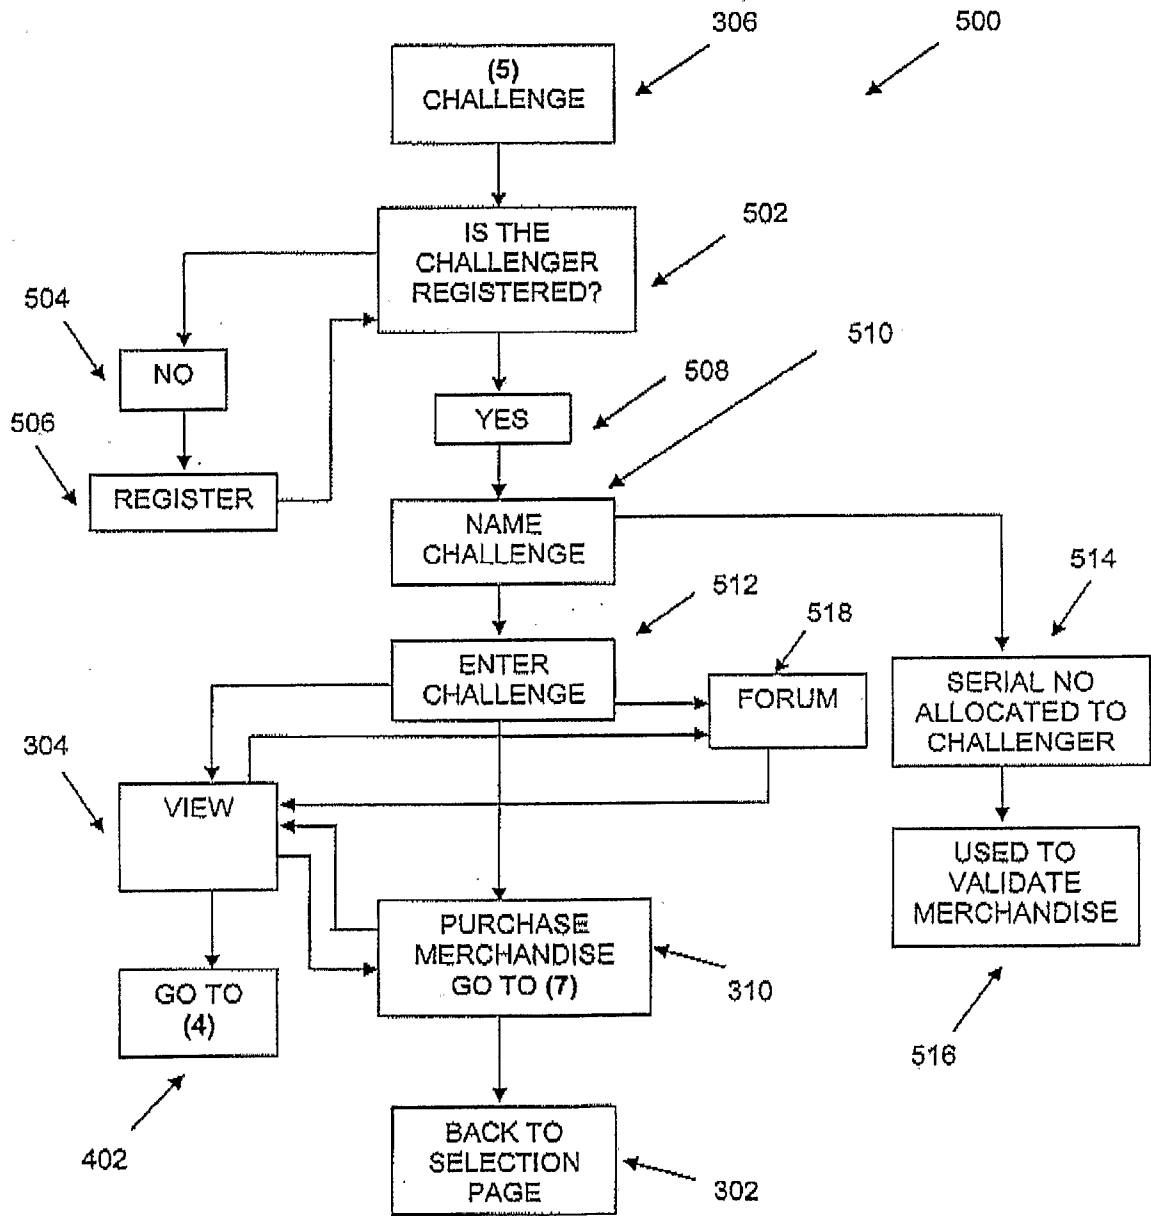 306
500
(5)
CHALLENGE
502
IS THE
CHALLENGER
REGISTERED?
504
510
NO
508
YES
506
REGISTER
NAME
CHALLENGE
514
512
518
ENTER
CHALLENGE
FORUM
SERIAL NO
ALLOCATED TO
CHALLENGER
304
VIEW
USED TO
VALIDATE
MERCHANDISE
PURCHASE
MERCHANDISE
GO TO (7)
310
GO TO
(4)
516
402
BACK TO
SELECTION
PAGE
302